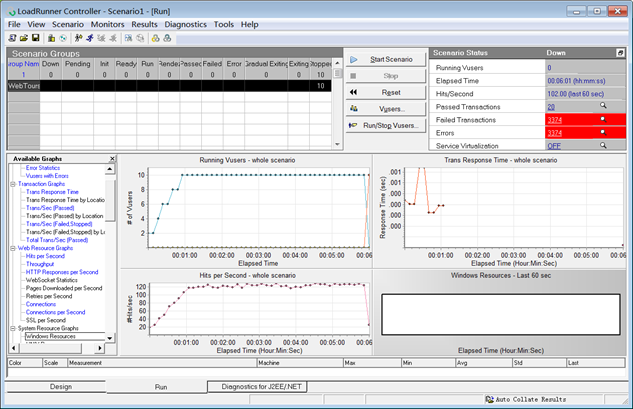 LoadRunner Controller - Scenario1 - [Run]
File View Scenario Monitors Results Diagnostics Tools Help
Scenario Groups
Group Name Down Pending Init Ready Run Rendez Passed Failed Error Gradual Exiting Exiting Stopped
1 0 0 0 0 0 0 0 0 0 0 0 10
WebTours 10
Start Scenario
Stop
Reset
Vusers...
Run/Stop Vusers...
Scenario Status Down
Running Vusers 0
Elapsed Time 00:06:01 (hh:mm:ss)
Hits/Second 102.00 (last 60 sec)
Passed Transactions 20
Failed Transactions 3374
Errors 3374
Service Virtualization OFF
Available Graphs
Error Statistics
Vusers with Errors
Transaction Graphs
Trans Response Time
Trans Response Time by Location
Trans/Sec (Passed)
Trans/Sec (Passed) by Location
Trans/Sec (Failed,Stopped)
Trans/Sec (Failed,Stopped) by L
Total Trans/Sec (Passed)
Web Resource Graphs
Hits per Second
Throughput
HTTP Responses per Second
WebSocket Statistics
Pages Downloaded per Second
Retries per Second
Connections
Connections per Second
SSL per Second
System Resource Graphs
Windows Resources
Running Vusers - whole scenario
# of Vusers
10
8
6
4
2
00:01:00 00:02:00 00:03:00 00:04:00 00:05:00 00:06
Elapsed Time
Trans Response Time - whole scenario
Response Time (sec)
.001
.001
.000
.000
.000
.000
00:01:00 00:02:00 00:03:00 00:04:00 00:05:00 00:06
Elapsed Time (Hour:Min:Sec)
Hits per Second - whole scenario
#Hits/sec
120
100
80
60
40
20
00:01:00 00:02:00 00:03:00 00:04:00 00:05:00 00:06
Elapsed Time (Hour:Min:Sec)
Windows Resources - Last 60 sec
Elapsed Time (Hour:Min:Sec)
Color Scale Measurement Machine Max Min Avg Std Last
Design Run Diagnostics for J2EE/.NET
Auto Collate Results